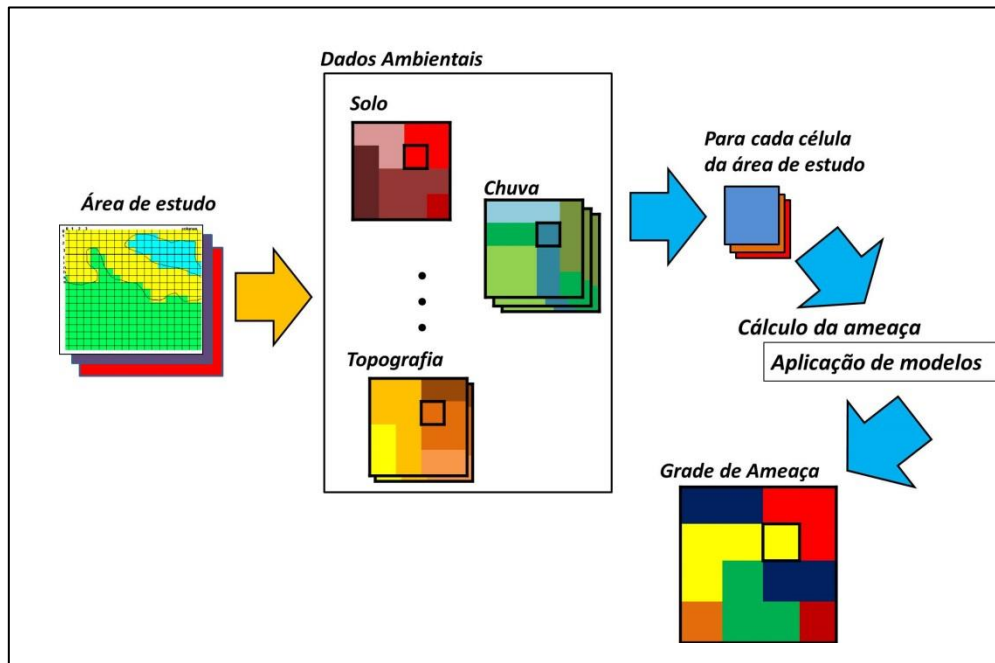 Dados Ambientais
Solo
Para cada célula
da área de estudo
Área de estudo
Chuva
Cálculo da ameaça
Aplicação de modelos
Topografia
Grade de Ameaça